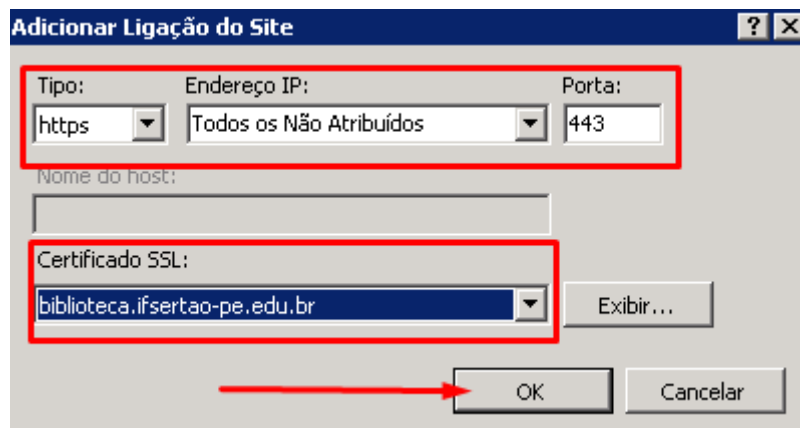 Adicionar Ligação do Site
Tipo: Endereço IP: Porta:
https Todos os Não Atribuídos 443
Nome do host:
Certificado SSL:
biblioteca.ifsertao-pe.edu.br Exibir...
OK Cancelar